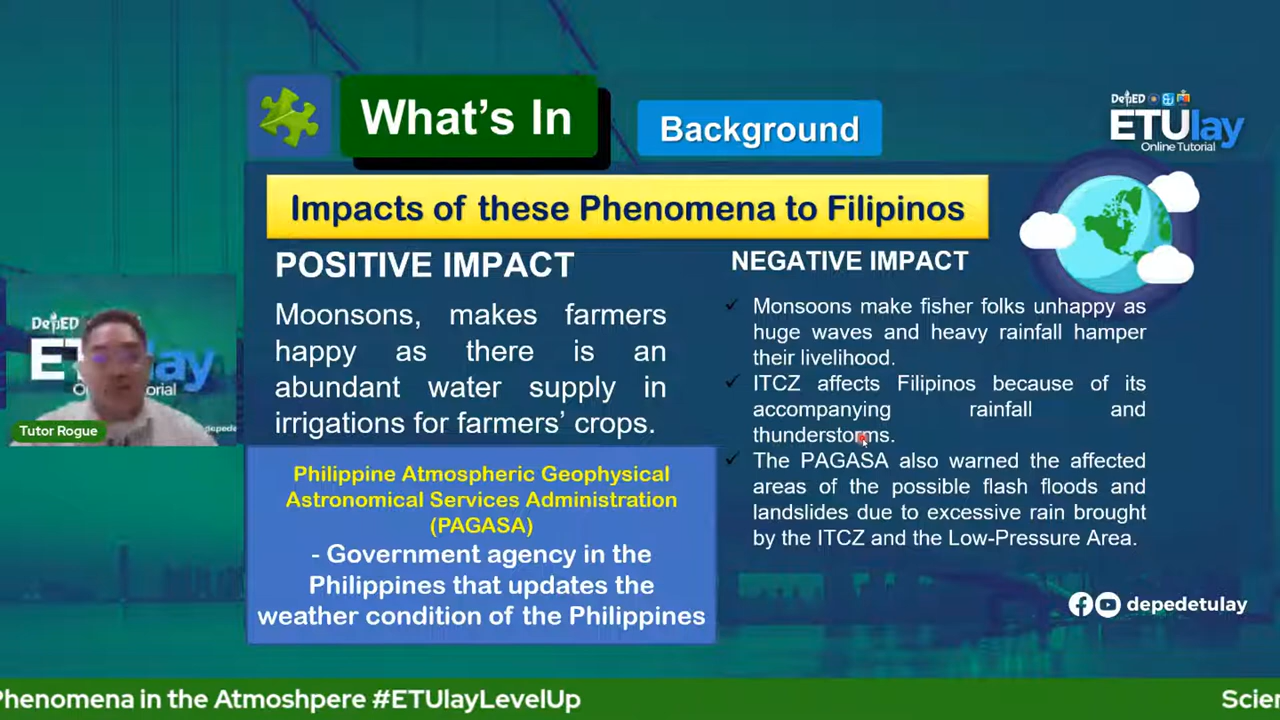 What's In
Background
DepED
ETUlay
Online Tutorial
Impacts of these Phenomena to Filipinos
POSITIVE IMPACT
Moonsons, makes farmers
happy as there is an
abundant water supply in
irrigations for farmers' crops.
Philippine Atmospheric Geophysical
Astronomical Services Administration
(PAGASA)
- Government agency in the
Philippines that updates the
weather condition of the Philippines
NEGATIVE IMPACT
✓ Monsoons make fisher folks unhappy as
huge waves and heavy rainfall hamper
their livelihood.
✓ ITCZ affects Filipinos because of its
accompanying rainfall and
thunderstorms.
✓ The PAGASA also warned the affected
areas of the possible flash floods and
landslides due to excessive rain brought
by the ITCZ and the Low-Pressure Area.
DepED
Tutor Rogue
depedetulay
Phenomena in the Atmoshpere #ETUlayLevelUp
Scien